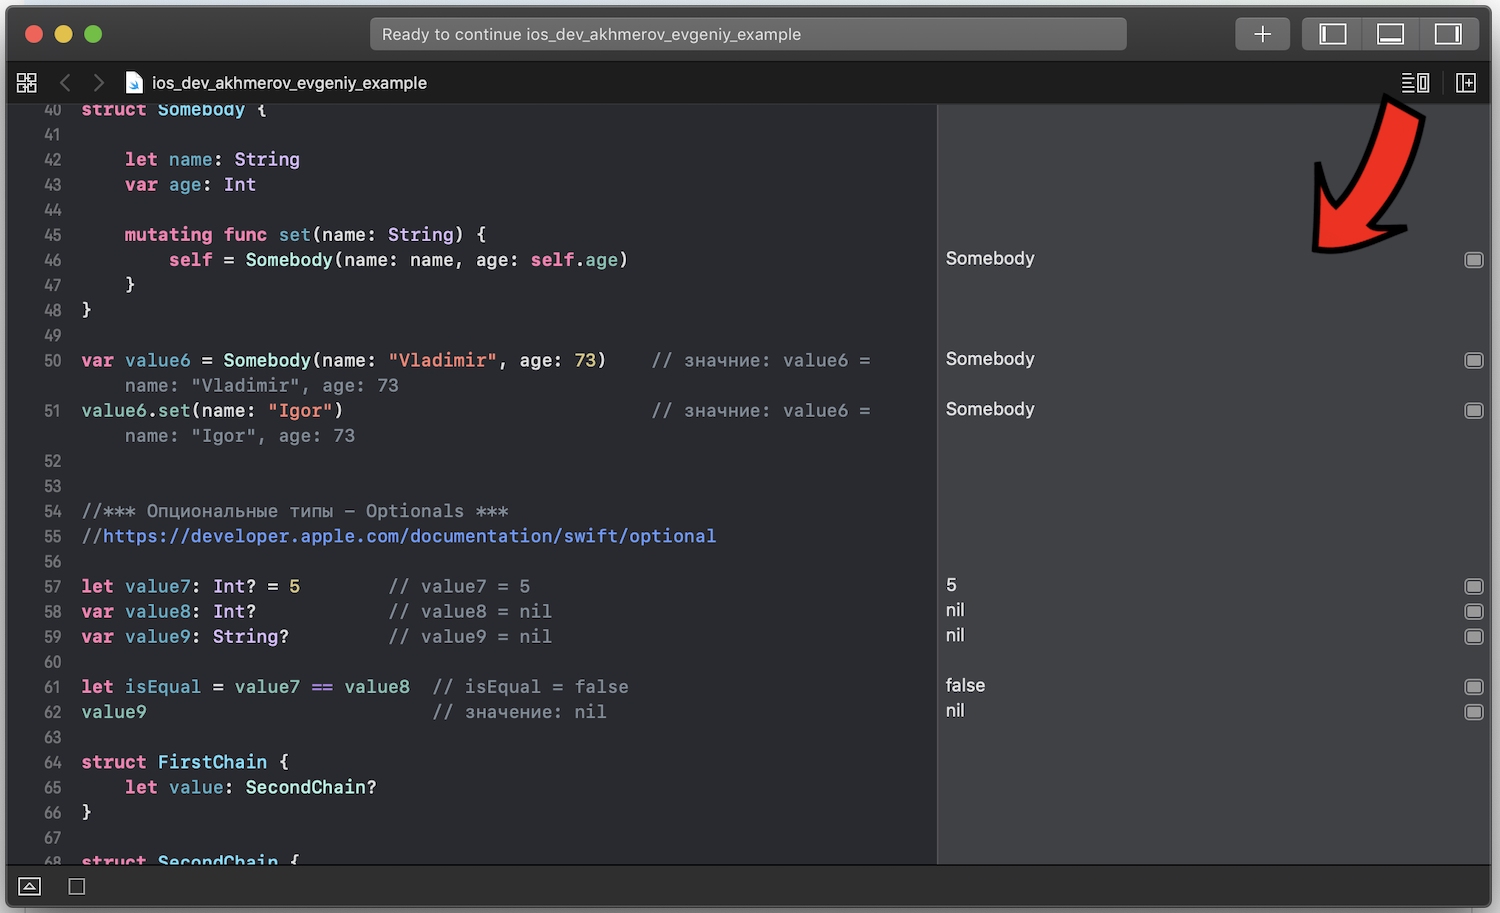 Ready to continue ios_dev_akhmerov_evgeniy_example
ios_dev_akhmerov_evgeniy_example
40 struct Somebody {
41
42 let name: String
43 var age: Int
44
45 mutating func set(name: String) {
46 self = Somebody(name: name, age: self.age) Somebody
47 }
48 }
49
50 var value6 = Somebody(name: "Vladimir", age: 73) // значние: value6 = Somebody
name: "Vladimir", age: 73
51 value6.set(name: "Igor") // значние: value6 = Somebody
name: "Igor", age: 73
52
53
54 //*** Опциональные типы – Optionals ***
55 //https://developer.apple.com/documentation/swift/optional
56
57 let value7: Int? = 5 // value7 = 5 5
58 var value8: Int? // value8 = nil nil
59 var value9: String? // value9 = nil nil
60
61 let isEqual = value7 == value8 // isEqual = false false
62 value9 // значение: nil nil
63
64 struct FirstChain {
65 let value: SecondChain?
66 }
67
68 struct SecondChain {